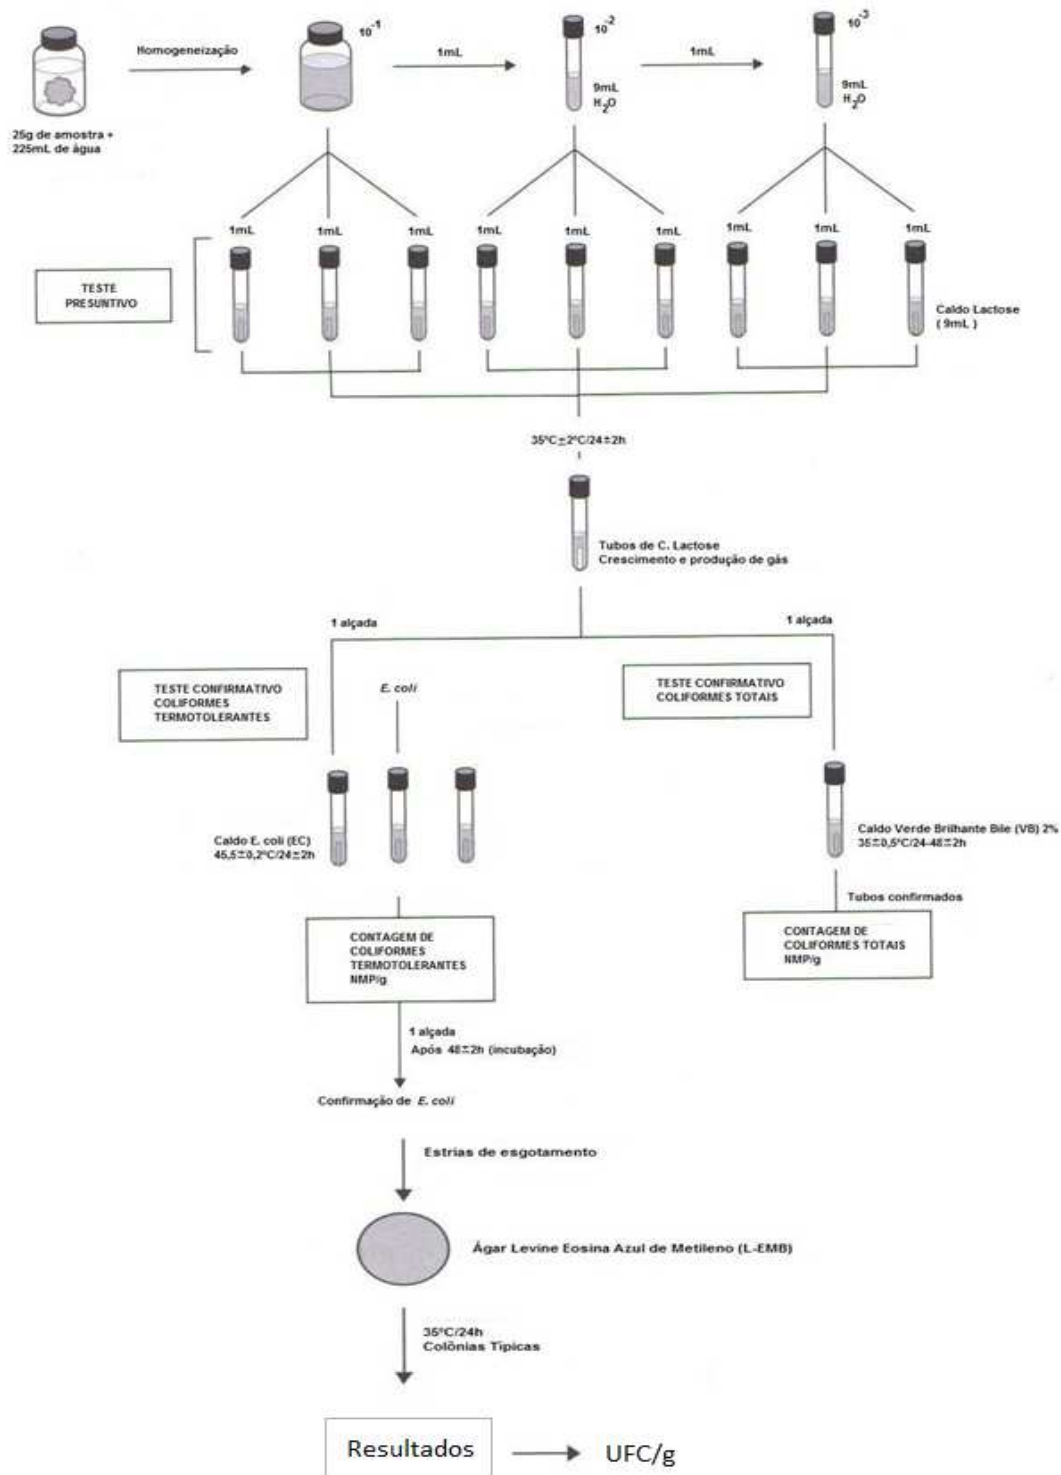 Homogeneização
10-1
1mL
10-2
1mL
10-3
9mL
H2O
9mL
H2O
25g de amostra +
225mL de água
1mL
1mL
1mL
1mL
1mL
1mL
1mL
1mL
1mL
TESTE
PRESUNTIVO
Caldo Lactose
( 9mL )
35ºC±2ºC/24±2h
Tubos de C. Lactose
Crescimento e produção de gás
1 alçada
1 alçada
TESTE CONFIRMATIVO
COLIFORMES
TERMOTOLERANTES
E. coli
TESTE CONFIRMATIVO
COLIFORMES TOTAIS
Caldo E. coli (EC)
45,5±0,2ºC/24±2h
Caldo Verde Brilhante Bile (VB) 2%
35±0,5ºC/24-48±2h
Tubos confirmados
CONTAGEM DE
COLIFORMES
TERMOTOLERANTES
NMP/g
CONTAGEM DE
COLIFORMES TOTAIS
NMP/g
1 alçada
Após 48±2h (incubação)
Confirmação de E. coli
Estrias de esgotamento
Ágar Levine Eosina Azul de Metileno (L-EMB)
35ºC/24h
Colônias Típicas
Resultados
UFC/g